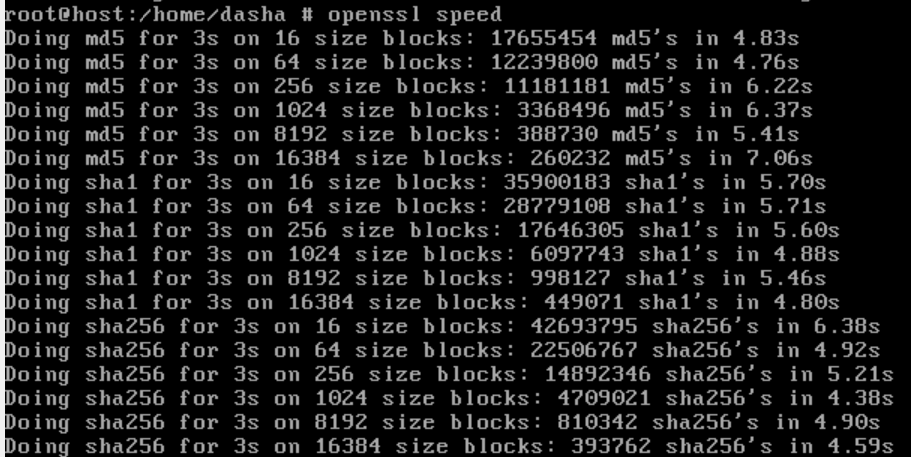 root@host:/home/dasha # openssl speed
Doing md5 for 3s on 16 size blocks: 17655454 md5's in 4.83s
Doing md5 for 3s on 64 size blocks: 12239800 md5's in 4.76s
Doing md5 for 3s on 256 size blocks: 11181181 md5's in 6.22s
Doing md5 for 3s on 1024 size blocks: 3368496 md5's in 6.37s
Doing md5 for 3s on 8192 size blocks: 388730 md5's in 5.41s
Doing md5 for 3s on 16384 size blocks: 260232 md5's in 7.06s
Doing sha1 for 3s on 16 size blocks: 35900183 sha1's in 5.70s
Doing sha1 for 3s on 64 size blocks: 28779108 sha1's in 5.71s
Doing sha1 for 3s on 256 size blocks: 17646305 sha1's in 5.60s
Doing sha1 for 3s on 1024 size blocks: 6097743 sha1's in 4.88s
Doing sha1 for 3s on 8192 size blocks: 998127 sha1's in 5.46s
Doing sha1 for 3s on 16384 size blocks: 449071 sha1's in 4.80s
Doing sha256 for 3s on 16 size blocks: 42693795 sha256's in 6.38s
Doing sha256 for 3s on 64 size blocks: 22506767 sha256's in 4.92s
Doing sha256 for 3s on 256 size blocks: 14892346 sha256's in 5.21s
Doing sha256 for 3s on 1024 size blocks: 4709021 sha256's in 4.38s
Doing sha256 for 3s on 8192 size blocks: 810342 sha256's in 4.90s
Doing sha256 for 3s on 16384 size blocks: 393762 sha256's in 4.59s